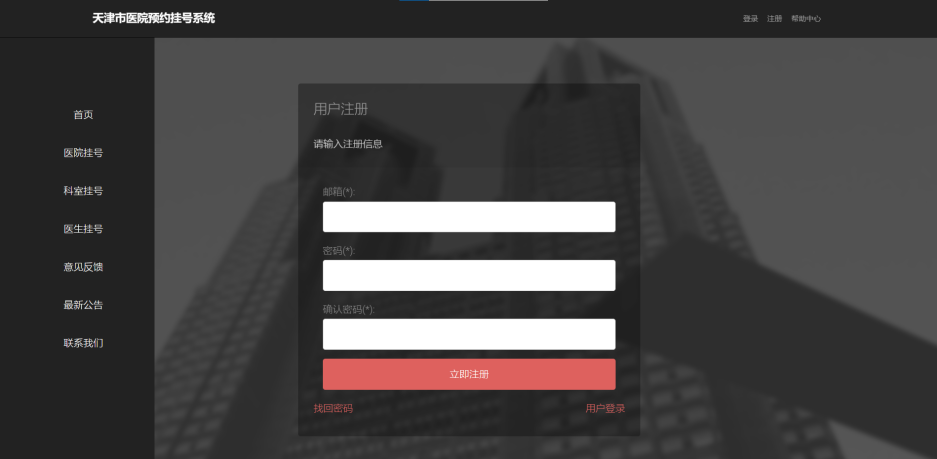 天津市医院预约挂号系统
登录 注册 帮助中心
首页
医院挂号
科室挂号
医生挂号
意见反馈
最新公告
联系我们
用户注册
请输入注册信息
邮箱(*):
密码(*):
确认密码(*):
立即注册
找回密码 用户登录